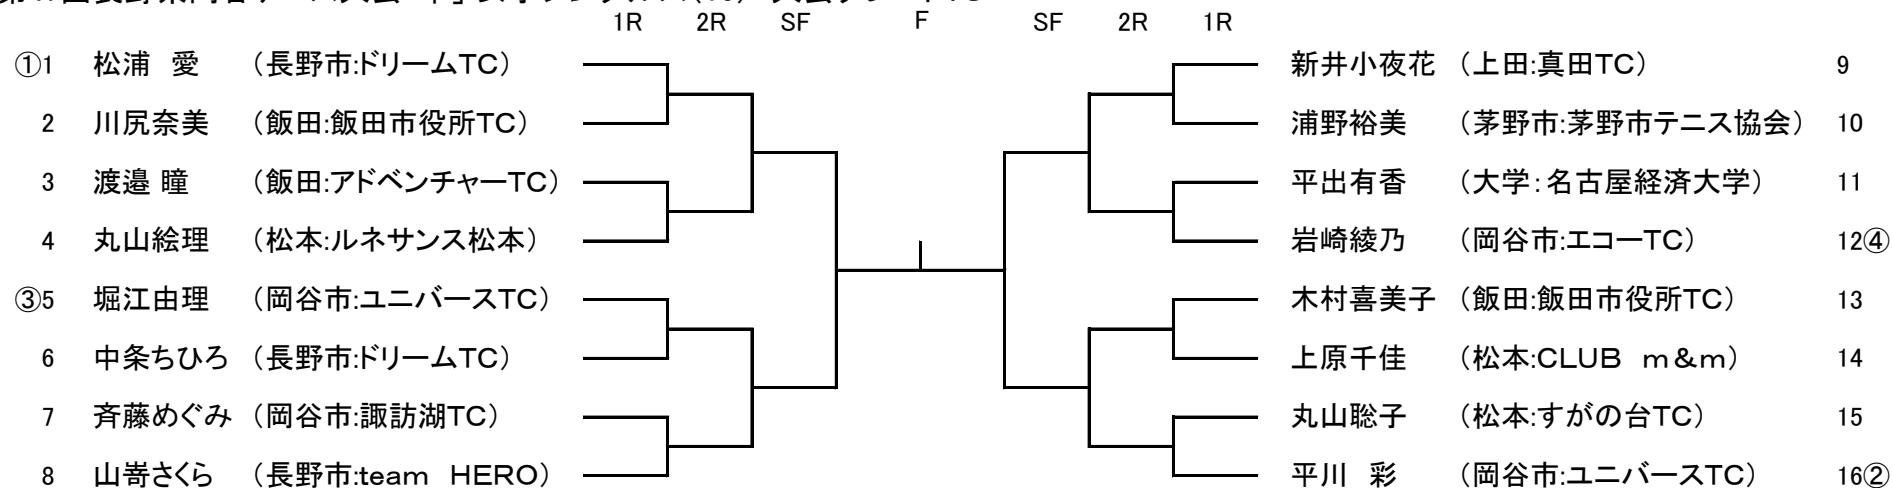 1R 2R SF F SF 2R 1R
①1 松浦　愛 （長野市:ドリームTC） 新井小夜花 （上田:真田TC） 9
2 川尻奈美 （飯田:飯田市役所TC） 浦野裕美 （茅野市:茅野市テニス協会） 10
3 渡邉 瞳 （飯田:アドベンチャーTC） 平出有香 （大学:名古屋経済大学） 11
4 丸山絵理 （松本:ルネサンス松本） 岩崎綾乃 （岡谷市:エコーTC） 12④
③5 堀江由理 （岡谷市:ユニバースTC） 木村喜美子 （飯田:飯田市役所TC） 13
6 中条ちひろ （長野市:ドリームTC） 上原千佳 （松本:CLUB　m&m） 14
7 斉藤めぐみ （岡谷市:諏訪湖TC） 丸山聡子 （松本:すがの台TC） 15
8 山嵜さくら （長野市:team　HERO） 平川　彩 （岡谷市:ユニバースTC） 16②